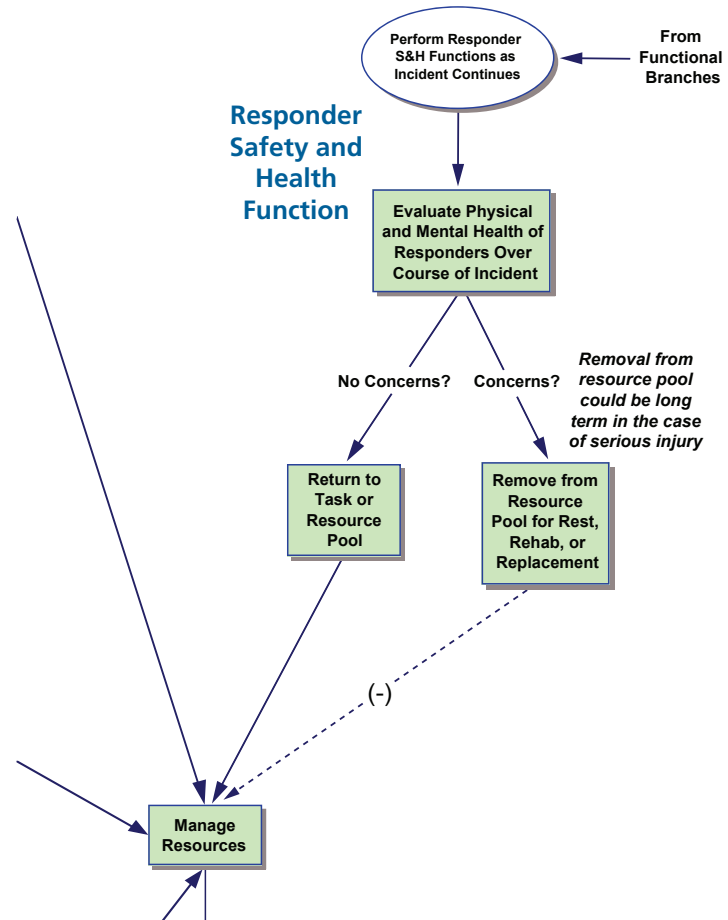 Perform Responder
S&H Functions as
Incident Continues
From
Functional
Branches
Responder
Safety and
Health
Function
Evaluate Physical
and Mental Health of
Responders Over
Course of Incident
No Concerns?
Concerns?
Removal from
resource pool
could be long
term in the case
of serious injury
Return to
Task or
Resource
Pool
Remove from
Resource
Pool for Rest,
Rehab, or
Replacement
(-)
Manage
Resources